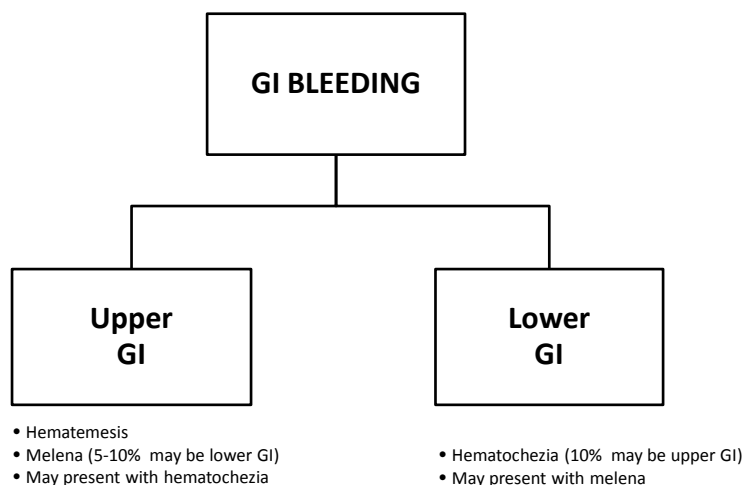 GI BLEEDING
Upper
GI
Lower
GI
• Hematemesis
• Melena (5-10% may be lower GI)
• May present with hematochezia
• Hematochezia (10% may be upper GI)
• May present with melena